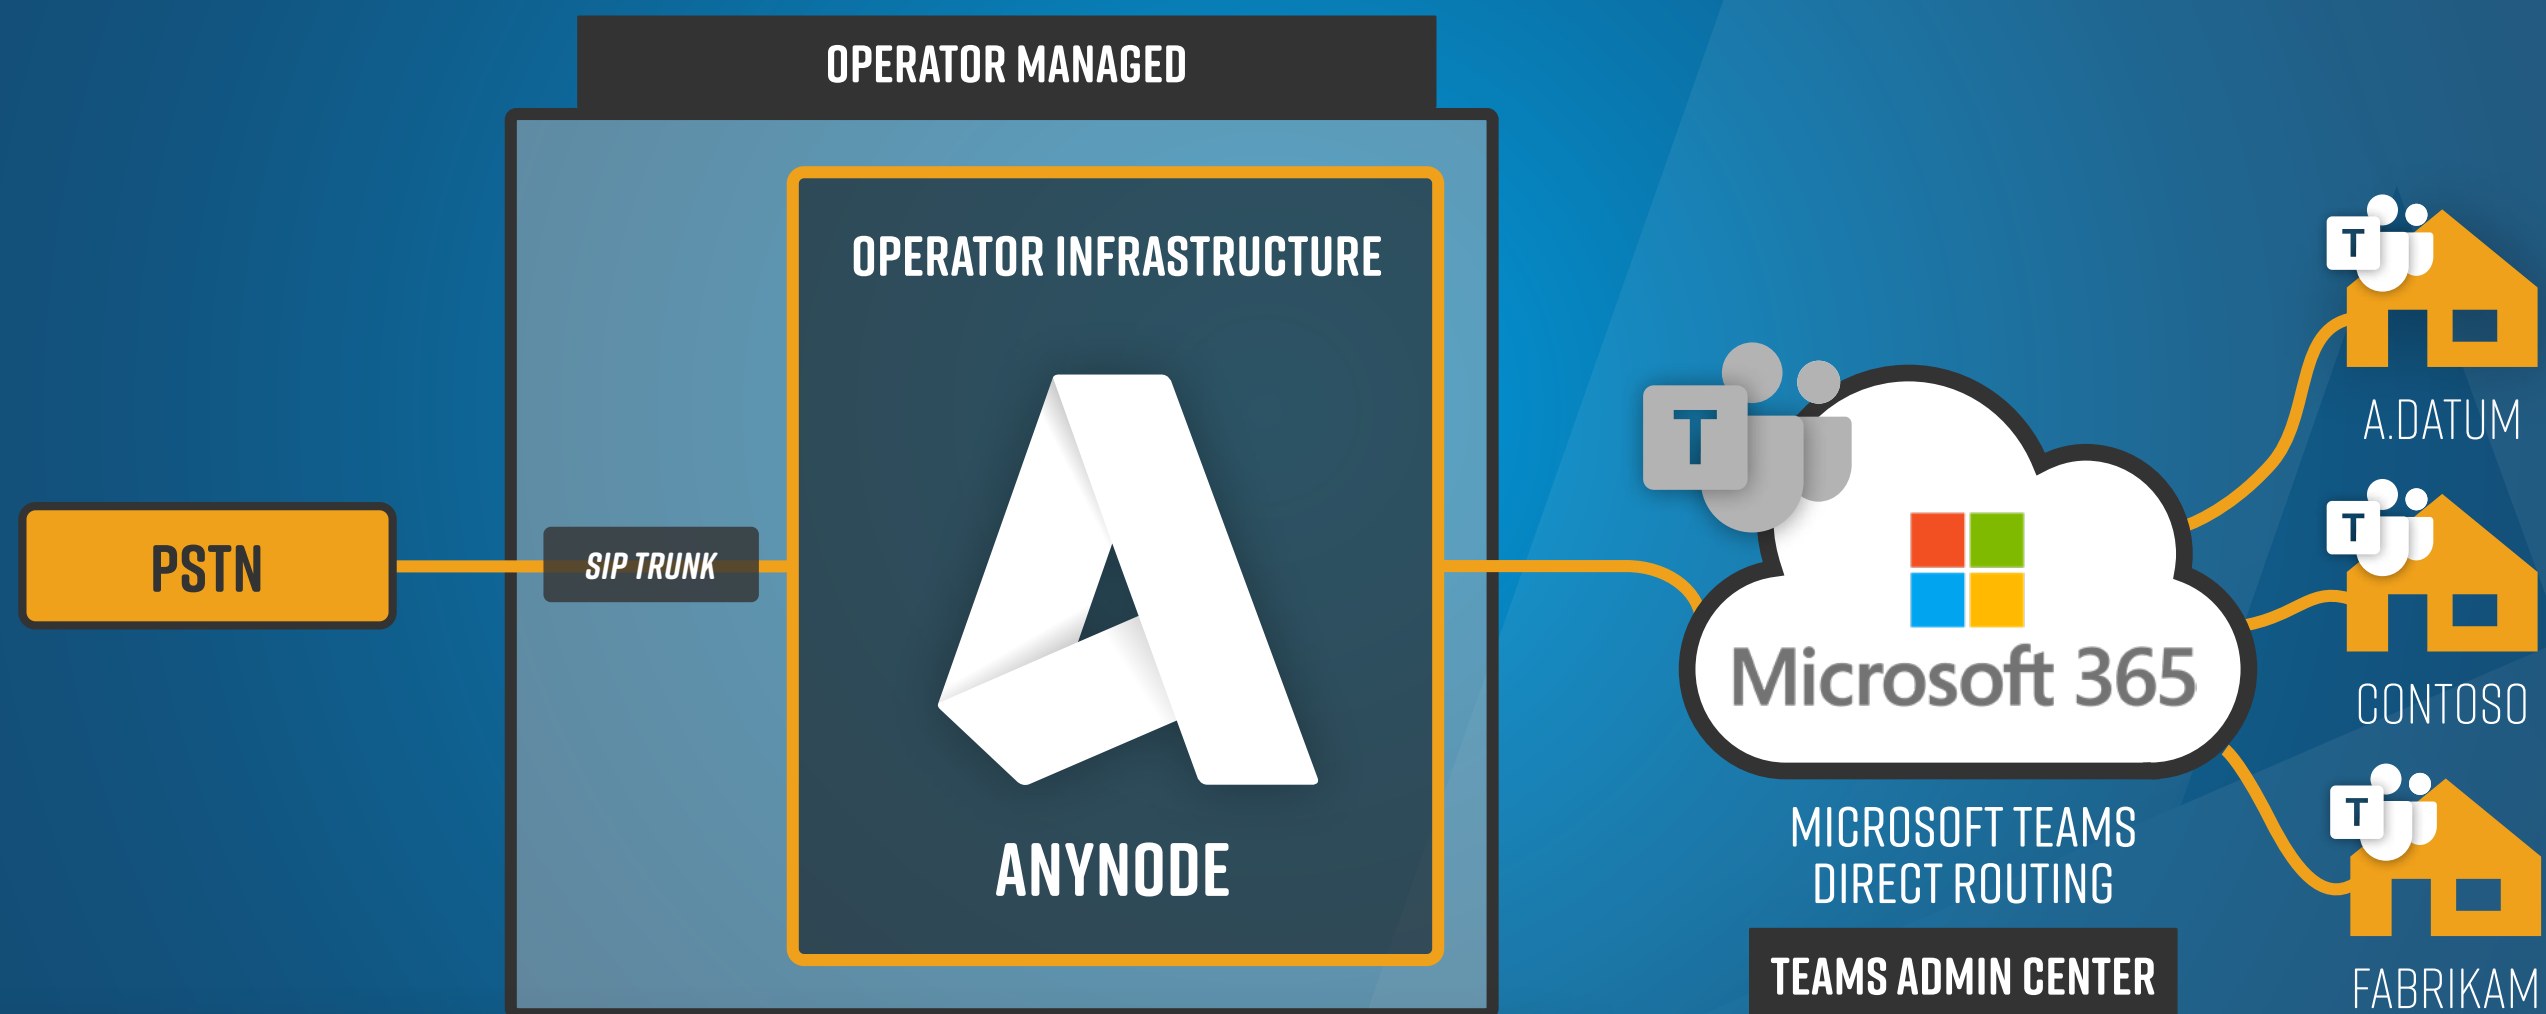 OPERATOR MANAGED
OPERATOR INFRASTRUCTURE
PSTN
SIP TRUNK
ANYNODE
T
Microsoft 365
MICROSOFT TEAMS
DIRECT ROUTING
TEAMS ADMIN CENTER
T
A.DATUM
T
CONTOSO
T
FABRIKAM